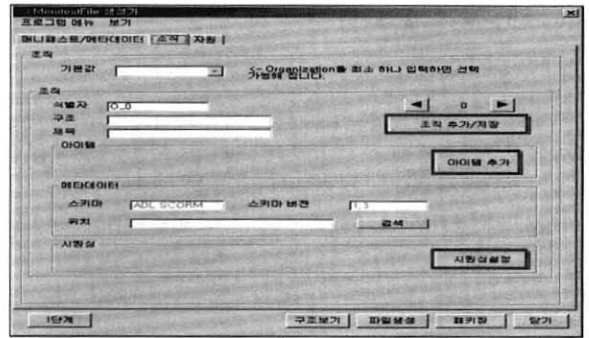 ManifestFile 생성기
프로그램 메뉴 보기
매니패스트/메타데이터 조직 자원
조직
기본값 <- Organization를 최소 하나 입력하면 선택
가능해 집니다.
조직
식별자 O_0 0
구조 조직 추가/저장
제목
아이템
아이템 추가
메타데이터
스키마 ADL SCORM 스키마 버젼 1.3
위치 검색
시퀀싱
시퀀싱설정
1단계 구조보기 파일생성 패키징 닫기